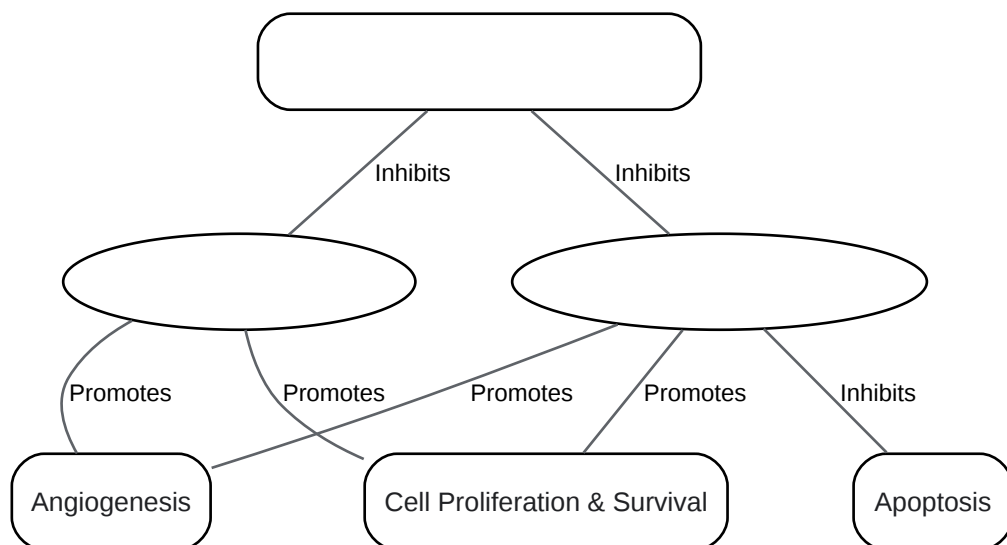 Inhibits
Inhibits
Promotes
Promotes
Promotes
Promotes
Inhibits
Angiogenesis
Cell Proliferation & Survival
Apoptosis